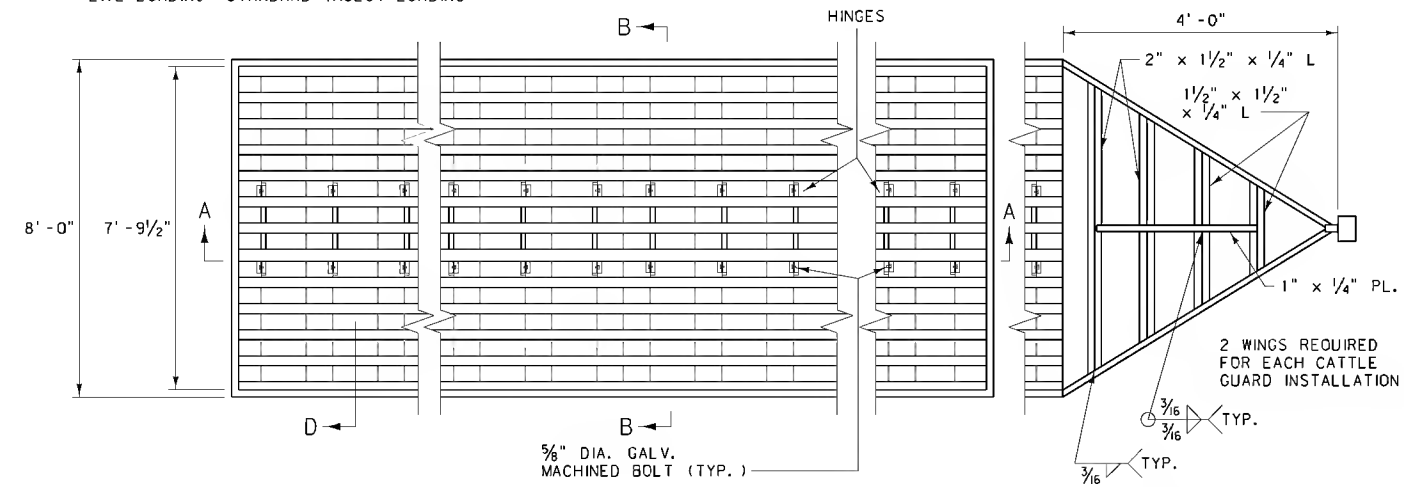 HINGES
4'-0"
B
2" x 1½" x ¼" L
1½" x 1½"
x ¼" L
8'-0"
7'-9½"
A
A
1" x ¼" PL.
2 WINGS REQUIRED
FOR EACH CATTLE
GUARD INSTALLATION
D
B
⅝" DIA. GALV.
MACHINED BOLT (TYP.)
3/16
3/16
TYP.
3/16
TYP.